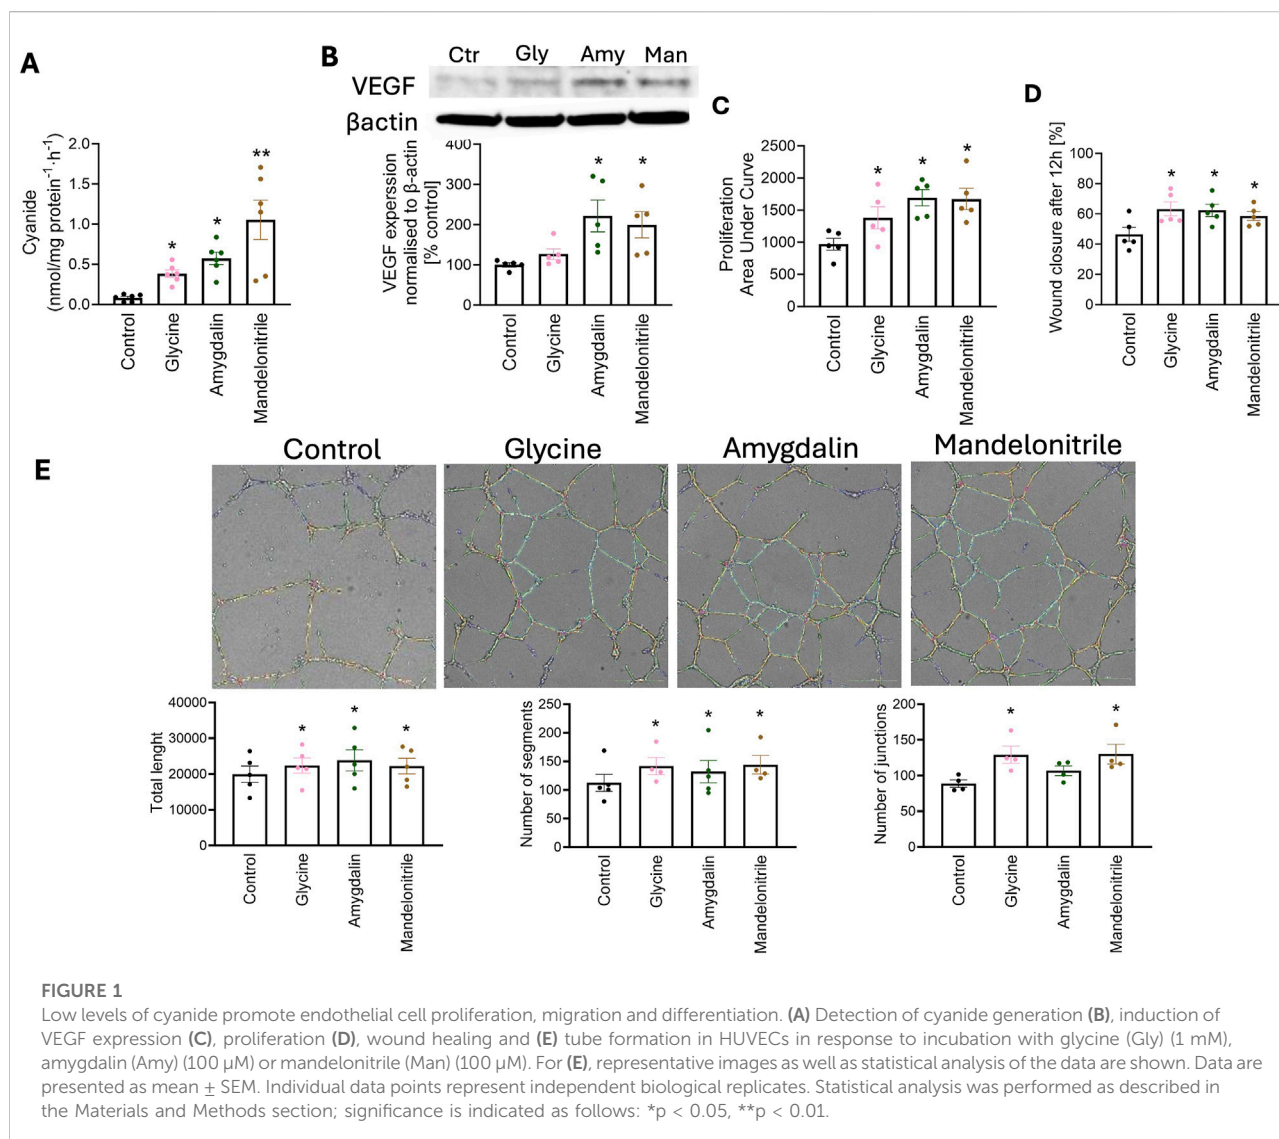 A
Cyanide
(nmol/mg protein⁻¹·h⁻¹)
2.0
1.5
1.0
0.5
0.0
*
*
**
Control
Glycine
Amygdalin
Mandelonitrile
B
Ctr Gly Amy Man
VEGF
βactin
VEGF experssion
normalised to β-actin
[% control]
400
300
200
100
0
*
*
Control
Glycine
Amygdalin
Mandelonitrile
C
Proliferation
Area Under Curve
2500
2000
1500
1000
500
0
*
*
*
Control
Glycine
Amygdalin
Mandelonitrile
D
Wound closure after 12h [%]
100
80
60
40
20
0
*
*
*
Control
Glycine
Amygdalin
Mandelonitrile
E
Control Glycine Amygdalin Mandelonitrile
Total lenght
40000
30000
20000
10000
0
*
*
*
Control
Glycine
Amygdalin
Mandelonitrile
Number of segments
250
200
150
100
50
0
*
*
*
Control
Glycine
Amygdalin
Mandelonitrile
Number of junctions
200
150
100
50
0
*
*
Control
Glycine
Amygdalin
Mandelonitrile
FIGURE 1
Low levels of cyanide promote endothelial cell proliferation, migration and differentiation. (A) Detection of cyanide generation (B), induction of
VEGF expression (C), proliferation (D), wound healing and (E) tube formation in HUVECs in response to incubation with glycine (Gly) (1 mM),
amygdalin (Amy) (100 µM) or mandelonitrile (Man) (100 µM). For (E), representative images as well as statistical analysis of the data are shown. Data are
presented as mean ± SEM. Individual data points represent independent biological replicates. Statistical analysis was performed as described in
the Materials and Methods section; significance is indicated as follows: *p < 0.05, **p < 0.01.